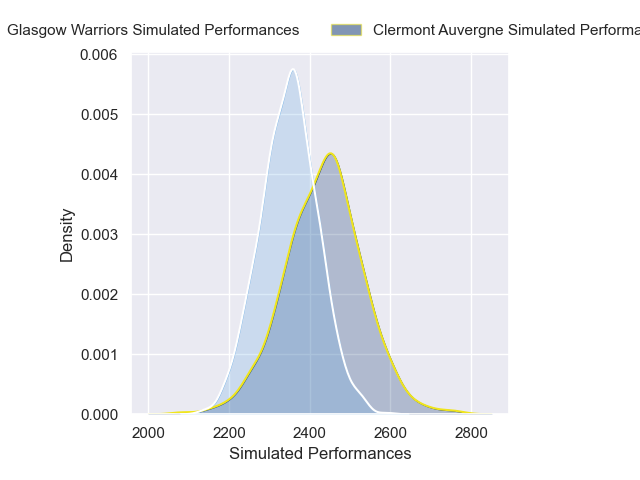 Glasgow Warriors Simulated Performances Clermont Auvergne Simulated Performa
0.006
0.005
0.004
0.003
0.002
0.001
0.000
Density
2000 2200 2400 2600 2800
Simulated Performances